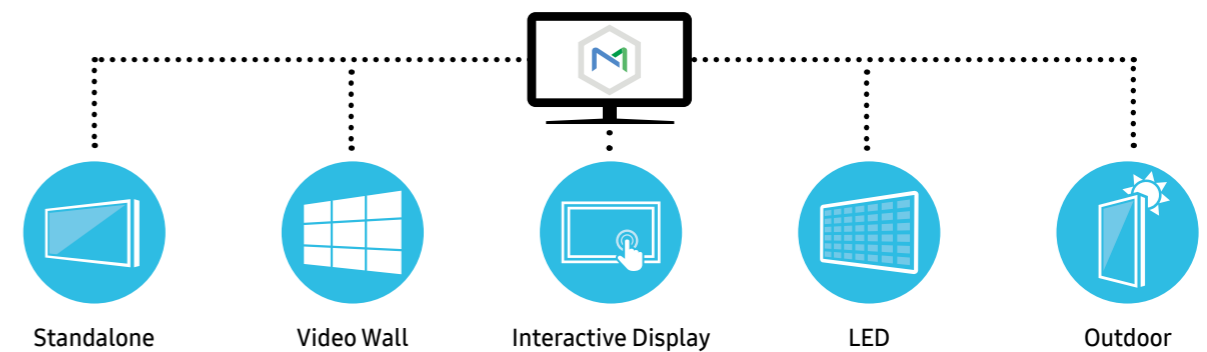 Standalone
Video Wall
Interactive Display
LED
Outdoor